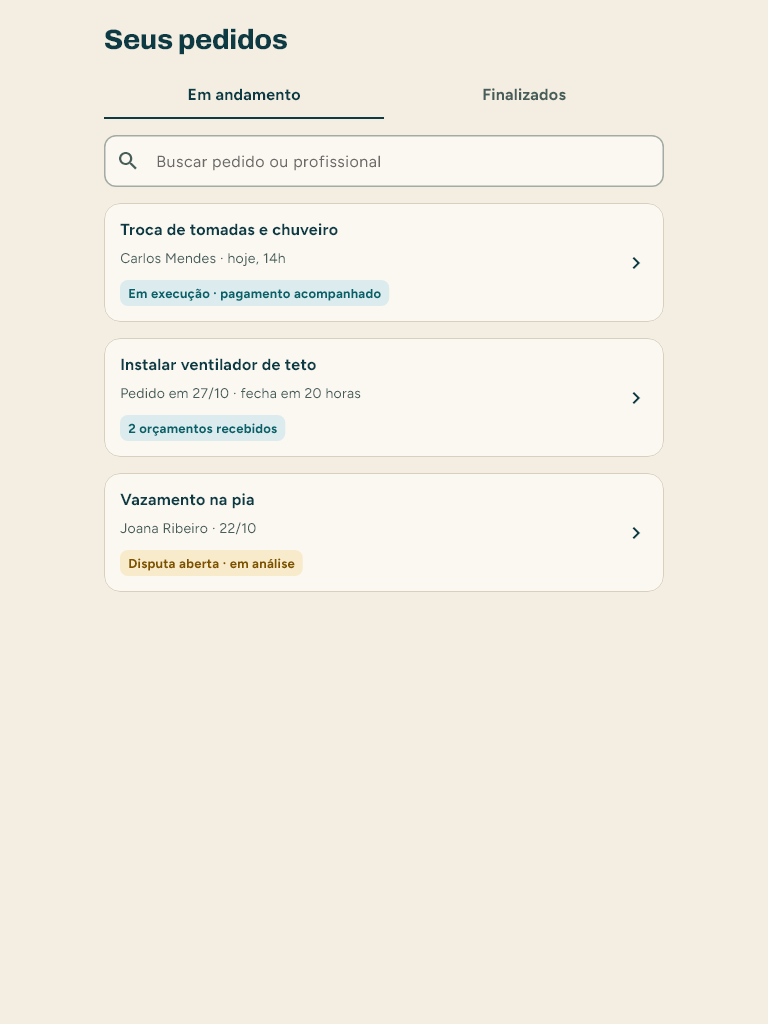 Seus pedidos
Em andamento
Finalizados
Buscar pedido ou profissional
Troca de tomadas e chuveiro
Carlos Mendes · hoje, 14h
Em execução · pagamento acompanhado
Instalar ventilador de teto
Pedido em 27/10 · fecha em 20 horas
2 orçamentos recebidos
Vazamento na pia
Joana Ribeiro · 22/10
Disputa aberta · em análise